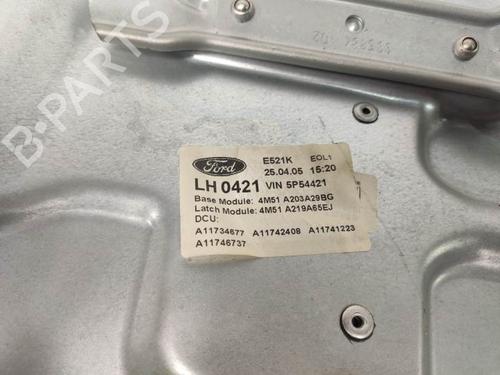 B-PARTS
Ford
E521K EOL1
25.04.05 15:20
LH 0421 VIN 5P54421
Base Module: 4M51 A203A29BG
Latch Module: 4M51 A219A65EJ
DCU:
A11734677 A11742408 A11741223
A11746737